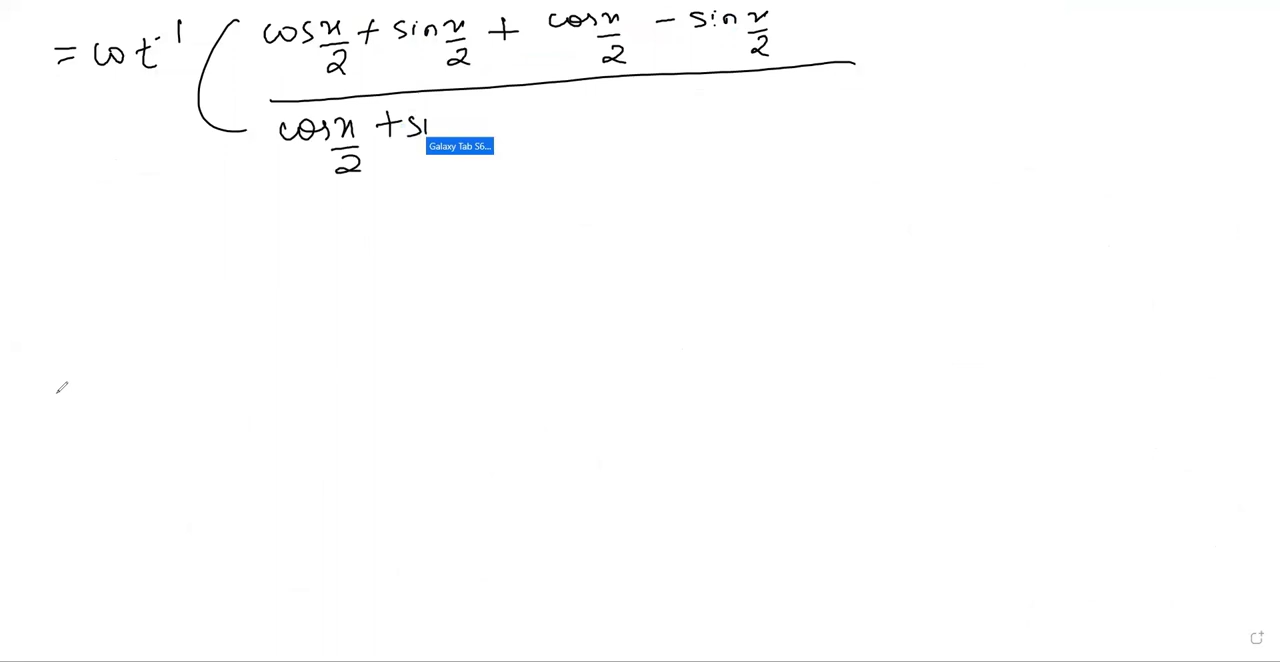 = cot⁻¹ ( cos x/2 + sin x/2 + cos x/2 - sin x/2
cos x/2 + si
Galaxy Tab S6...